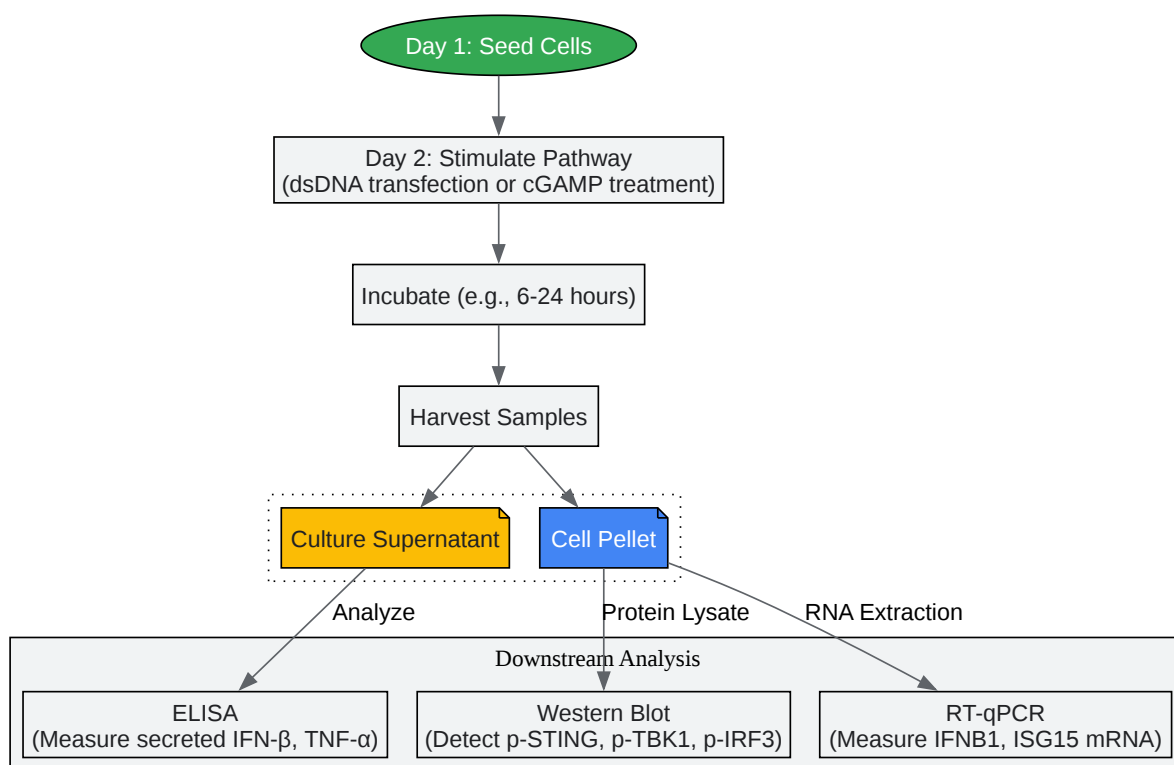 Day 1: Seed Cells
Day 2: Stimulate Pathway
(dsDNA transfection or cGAMP treatment)
Incubate (e.g., 6-24 hours)
Harvest Samples
Culture Supernatant
Cell Pellet
Analyze
Protein Lysate
RNA Extraction
Downstream Analysis
ELISA
(Measure secreted IFN-β, TNF-α)
Western Blot
(Detect p-STING, p-TBK1, p-IRF3)
RT-qPCR
(Measure IFNB1, ISG15 mRNA)